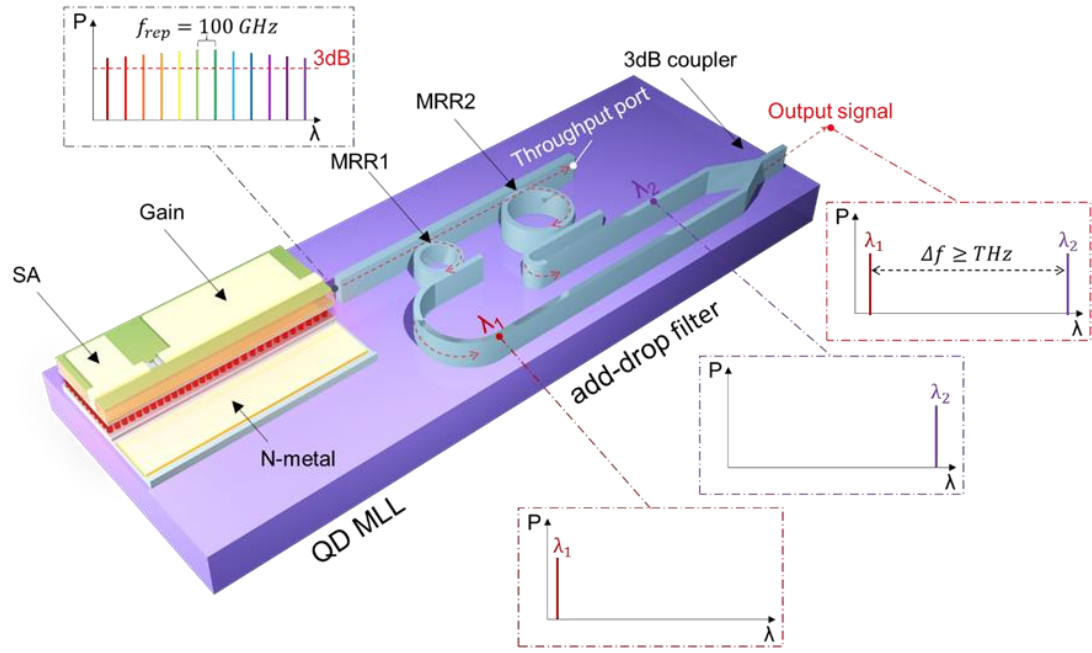 P
f_rep = 100 GHz
3dB
λ
3dB coupler
MRR2
Output signal
Throughput port
MRR1
λ₂
Gain
P
λ₁
λ₂
Δf ≥ THz
λ
SA
λ₁
add-drop filter
P
λ₂
λ
N-metal
QD MLL
P
λ₁
λ